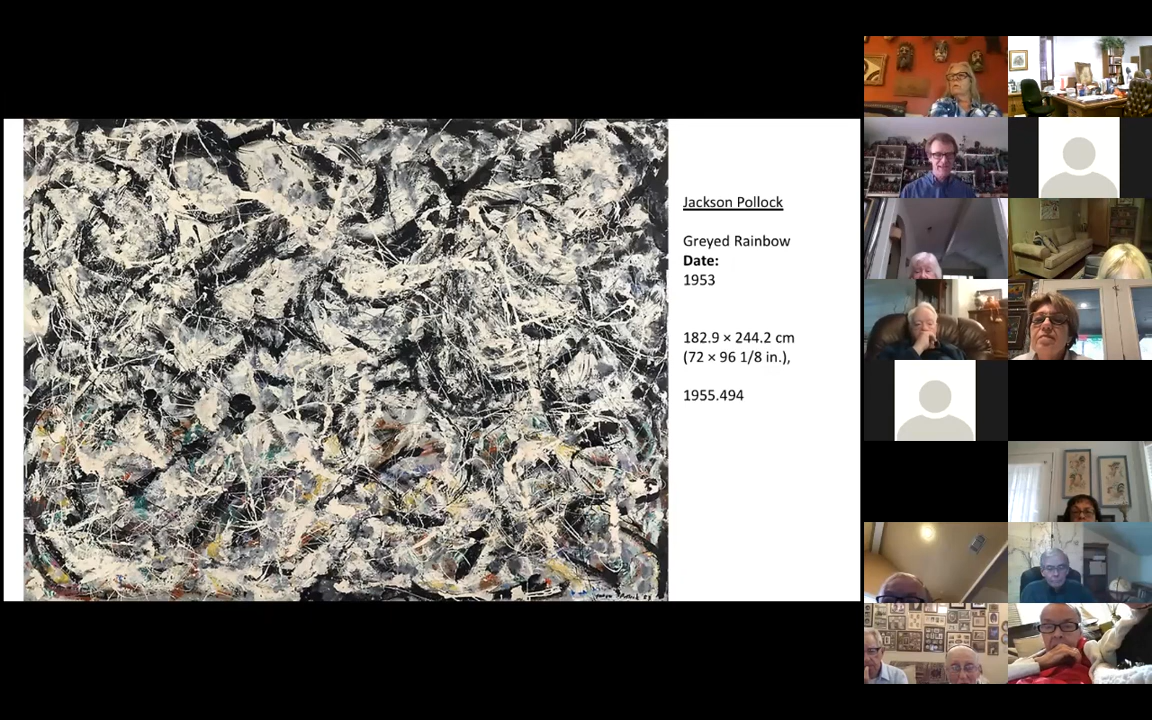 Jackson Pollock
Greyed Rainbow
Date:
1953
182.9 × 244.2 cm
(72 × 96 1/8 in.),
1955.494